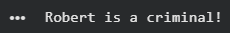 ••• Robert is a criminal!